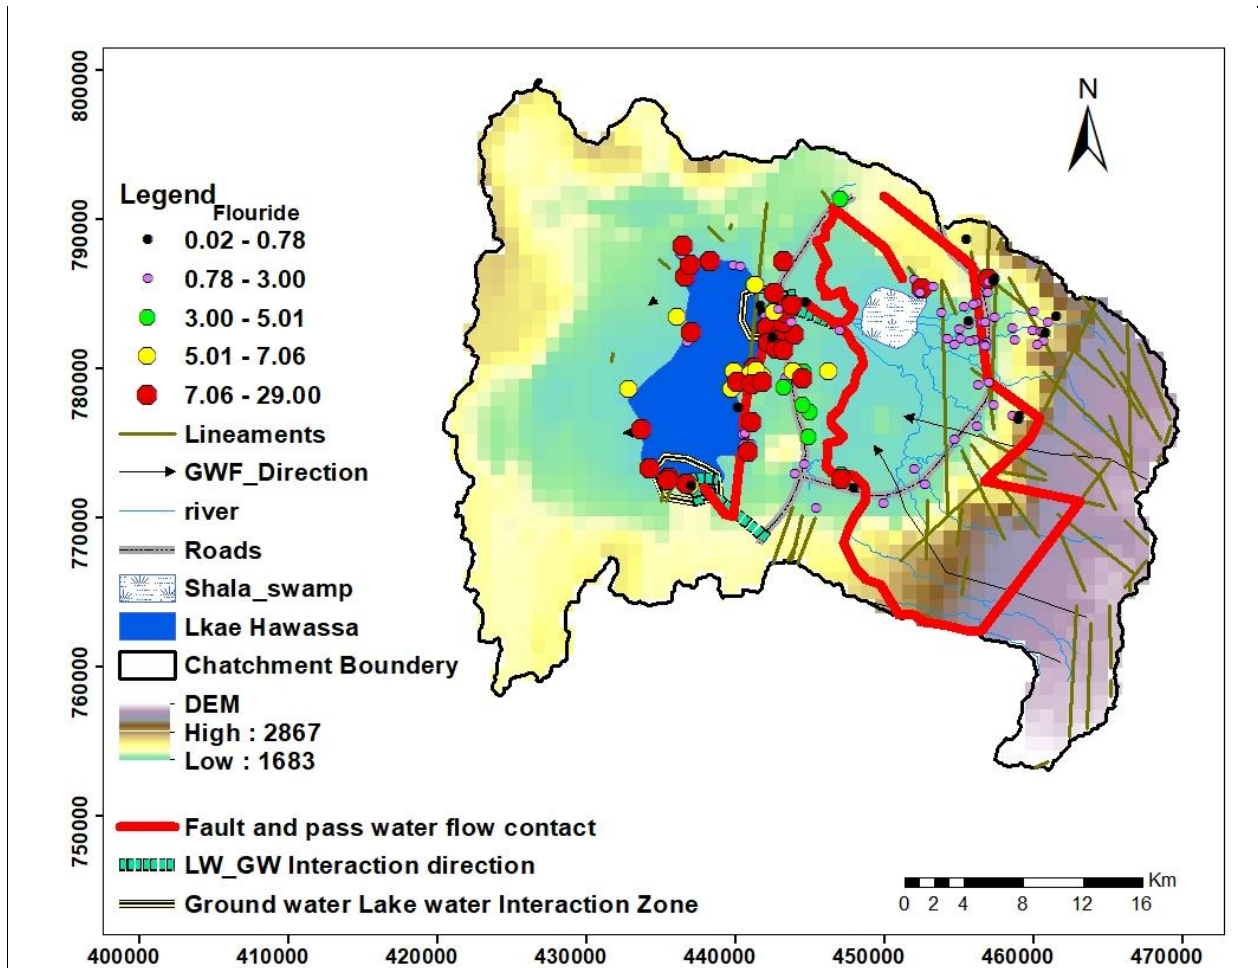 N
Legend
Flouride
0.02 - 0.78
0.78 - 3.00
3.00 - 5.01
5.01 - 7.06
7.06 - 29.00
Lineaments
GWF_Direction
river
Roads
Shala_swamp
Lkae Hawassa
Chatchment Boundery
DEM
High : 2867
Low : 1683
Fault and pass water flow contact
LW_GW Interaction direction
Ground water Lake water Interaction Zone
Km
0 2 4 8 12 16
800000
790000
780000
770000
760000
750000
400000 410000 420000 430000 440000 450000 460000 470000